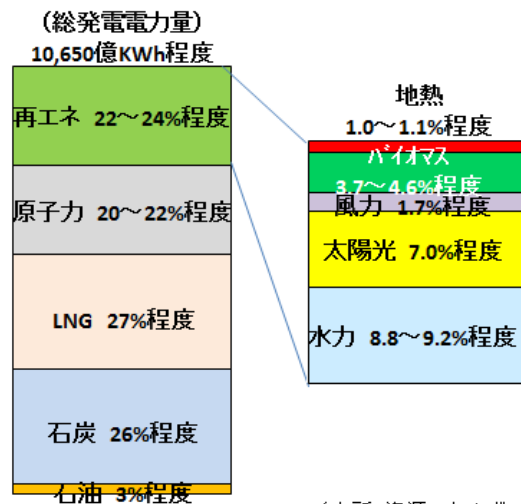 (総発電電力量)
10,650億KWh程度
再エネ 22～24%程度
原子力 20～22%程度
LNG 27%程度
石炭 26%程度
石油 3%程度
地熱
1.0～1.1%程度
バイオマス
3.7～4.6%程度
風力 1.7%程度
太陽光 7.0%程度
水力 8.8～9.2%程度